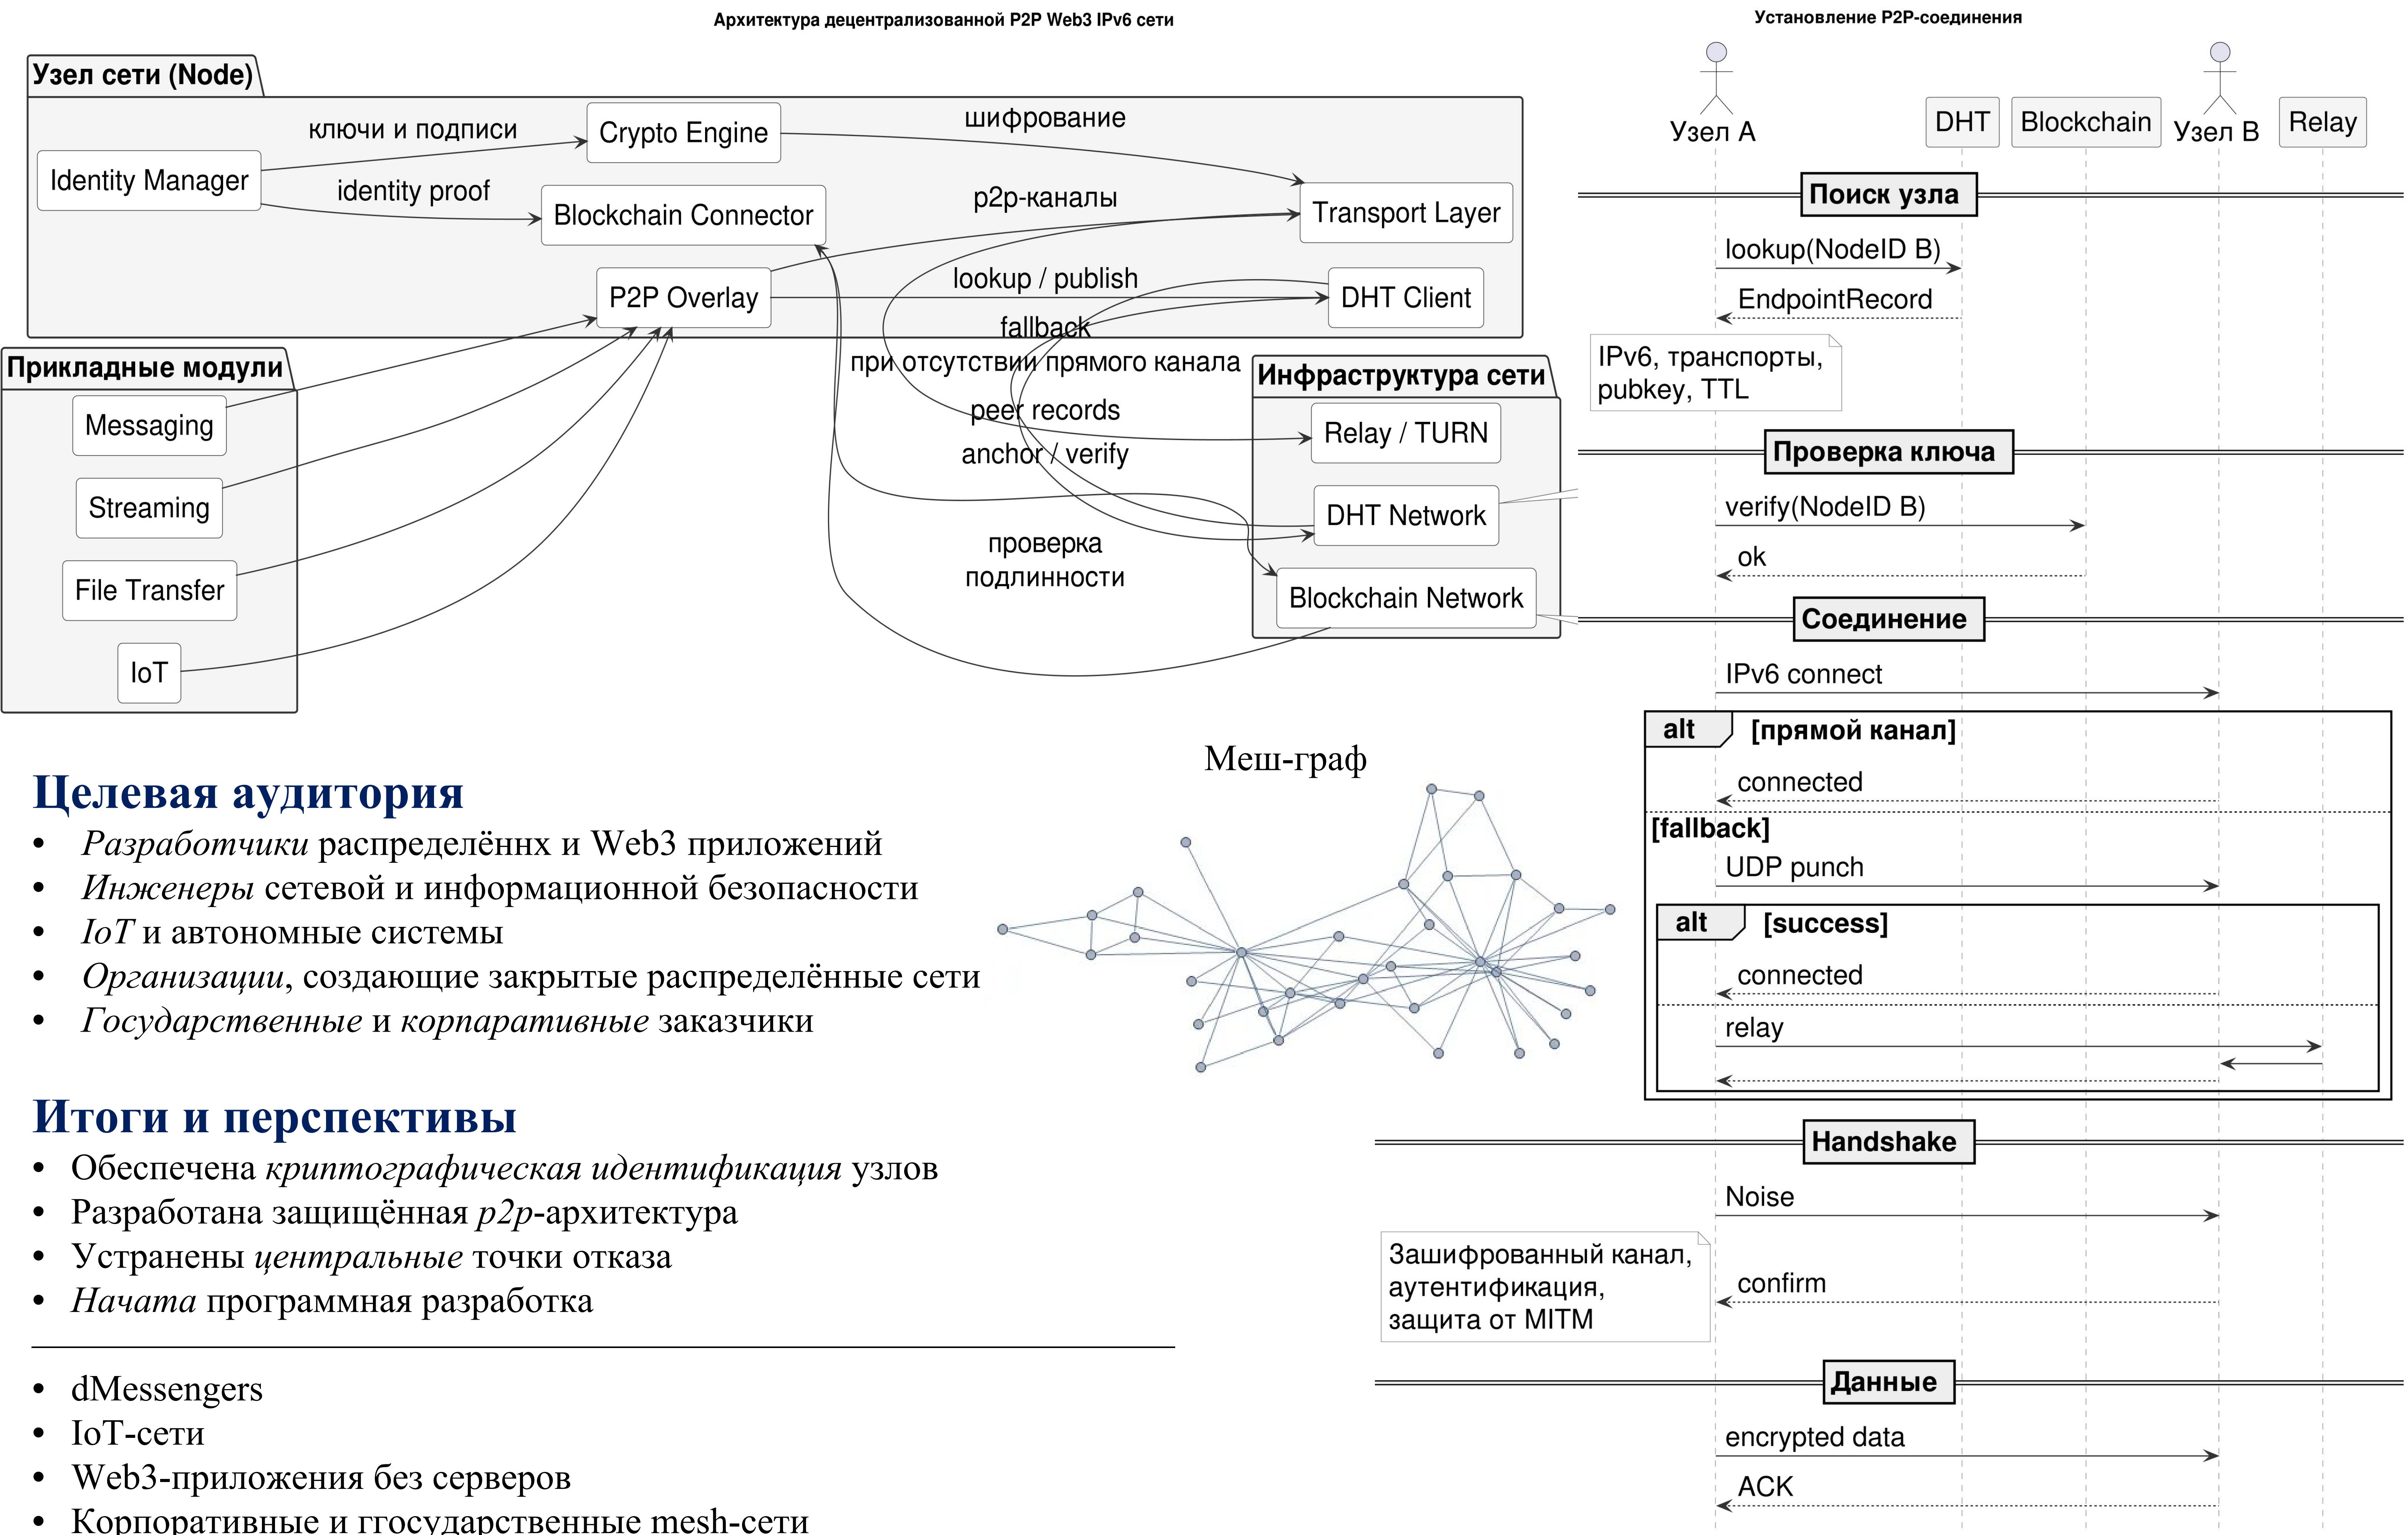 Архитектура децентрализованной P2P Web3 IPv6 сети
Узел сети (Node)
Identity Manager
ключи и подписи
identity proof
Crypto Engine
Blockchain Connector
P2P Overlay
шифрование
p2p-каналы
lookup / publish
Transport Layer
DHT Client
fallback
при отсутствии прямого канала
peer records
anchor / verify
проверка
подлинности
Прикладные модули
Messaging
Streaming
File Transfer
IoT
Инфраструктура сети
Relay / TURN
DHT Network
Blockchain Network
Целевая аудитория
• Разработчики распределённх и Web3 приложений
• Инженеры сетевой и информационной безопасности
• IoT и автономные системы
• Организации, создающие закрытые распределённые сети
• Государственные и корпаративные заказчики
Меш-граф
Итоги и перспективы
• Обеспечена криптографическая идентификация узлов
• Разработана защищённая p2p-архитектура
• Устранены центральные точки отказа
• Начата программная разработка
• dMessengers
• IoT-сети
• Web3-приложения без серверов
• Корпоративные и ггосударственные mesh-сети
Установление P2P-соединения
Узел A
DHT
Blockchain
Узел B
Relay
Поиск узла
lookup(NodeID B)
EndpointRecord
IPv6, транспорты,
pubkey, TTL
Проверка ключа
verify(NodeID B)
ok
Соединение
IPv6 connect
alt [прямой канал]
connected
[fallback]
UDP punch
alt [success]
connected
relay
Handshake
Noise
Зашифрованный канал,
аутентификация,
защита от MITM
confirm
Данные
encrypted data
ACK